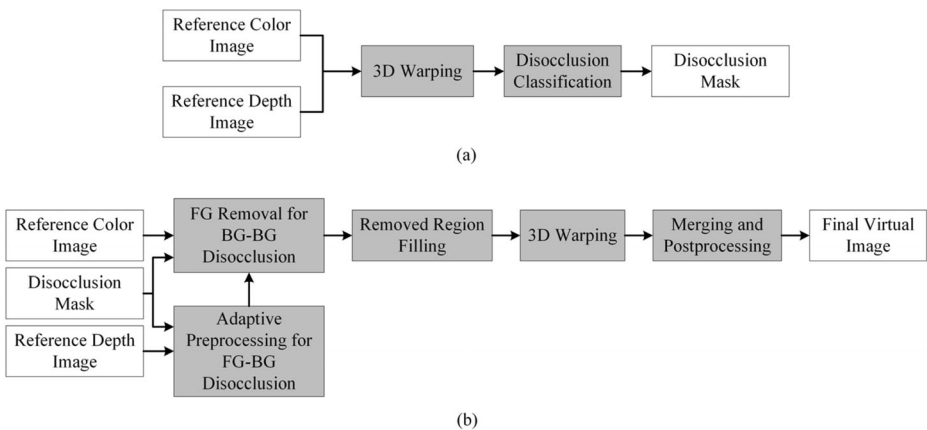 Reference Color
Image
3D Warping
Disocclusion
Classification
Disocclusion
Mask
Reference Depth
Image
(a)
Reference Color
Image
FG Removal for
BG-BG
Disocclusion
Removed Region
Filling
3D Warping
Merging and
Postprocessing
Final Virtual
Image
Disocclusion
Mask
Reference Depth
Image
Adaptive
Preprocessing for
FG-BG
Disocclusion
(b)